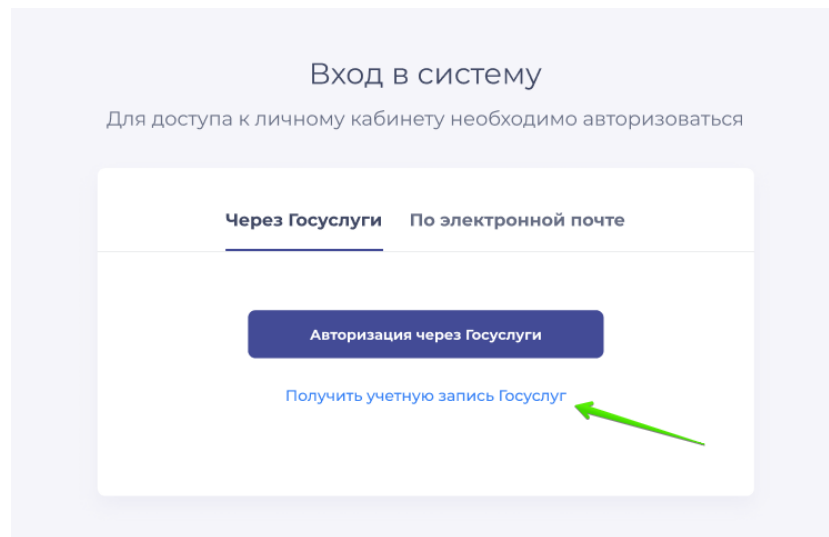 Вход в систему
Для доступа к личному кабинету необходимо авторизоваться
Через Госуслуги По электронной почте
Авторизация через Госуслуги
Получить учетную запись Госуслуг